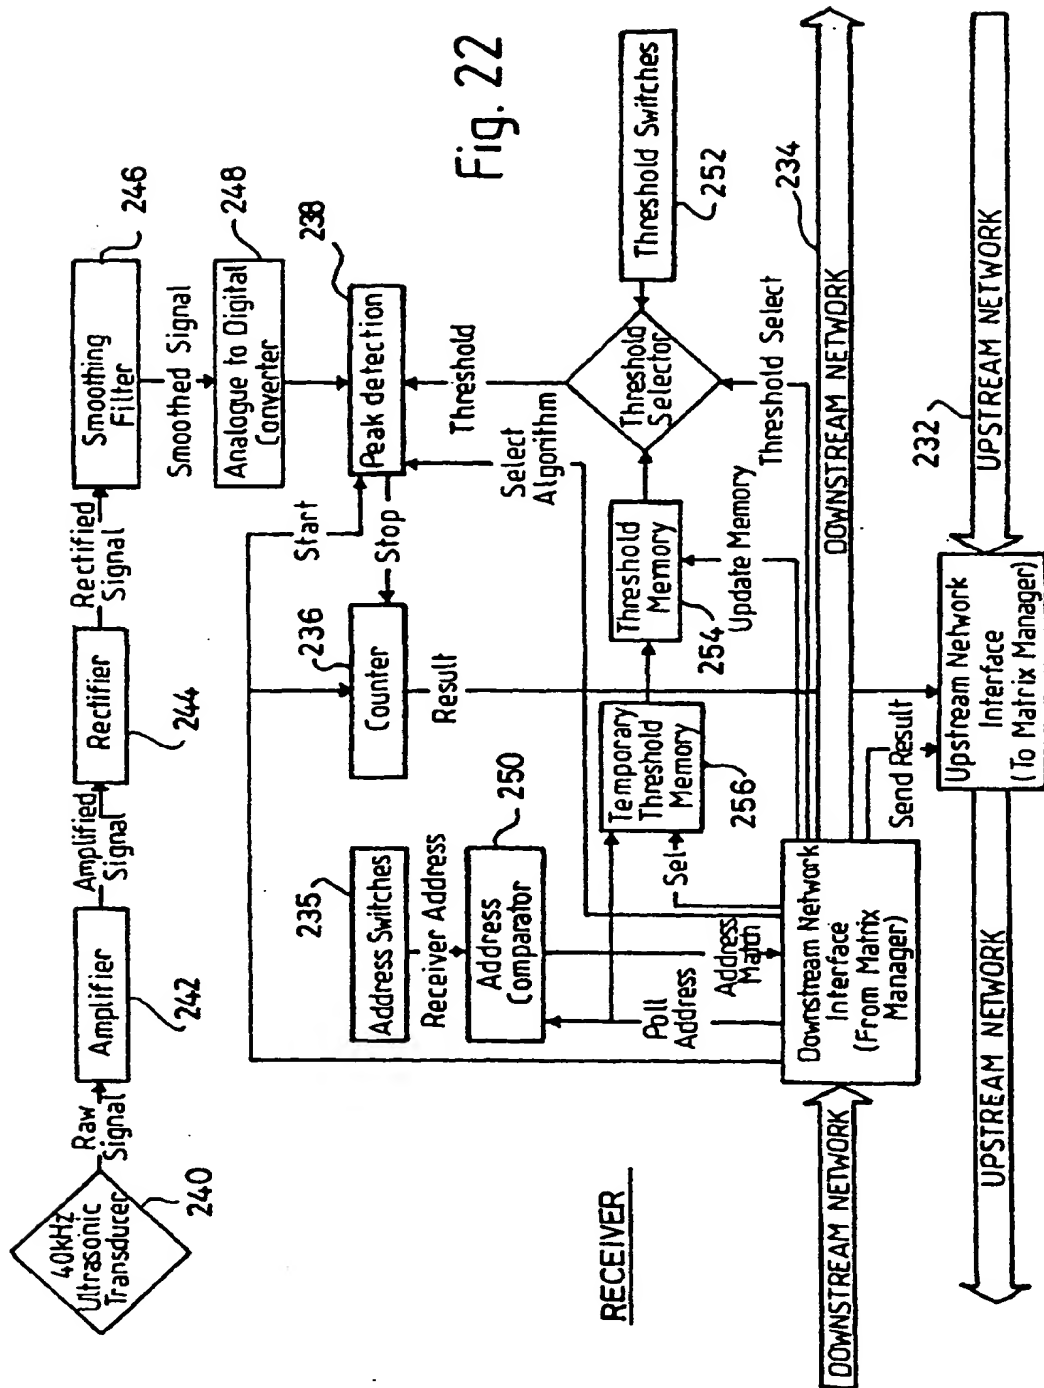 40kHz
Ultrasonic
Transducer
240
Raw
Signal
Amplifier
242
Amplified
Signal
Rectifier
244
Rectified
Signal
Smoothing
Filter
246
Smoothed Signal
Analogue to Digital
Converter
248
Peak detection
238
Start
Stop
Counter
236
Result
Address Switches
235
Receiver Address
Address
Comparator
250
Poll
Address
Address
Match
Sel
Temporary
Threshold
Memory
256
Threshold
Memory
254
Update Memory
Select
Algorithm
Threshold
Threshold
Selector
Threshold Switches
252
Threshold Select
Fig. 22
RECEIVER
DOWNSTREAM NETWORK
Downstream Network
Interface
(From Matrix
Manager)
DOWNSTREAM NETWORK
234
Send Result
UPSTREAM NETWORK
Upstream Network
Interface
(To Matrix Manager)
UPSTREAM NETWORK
232